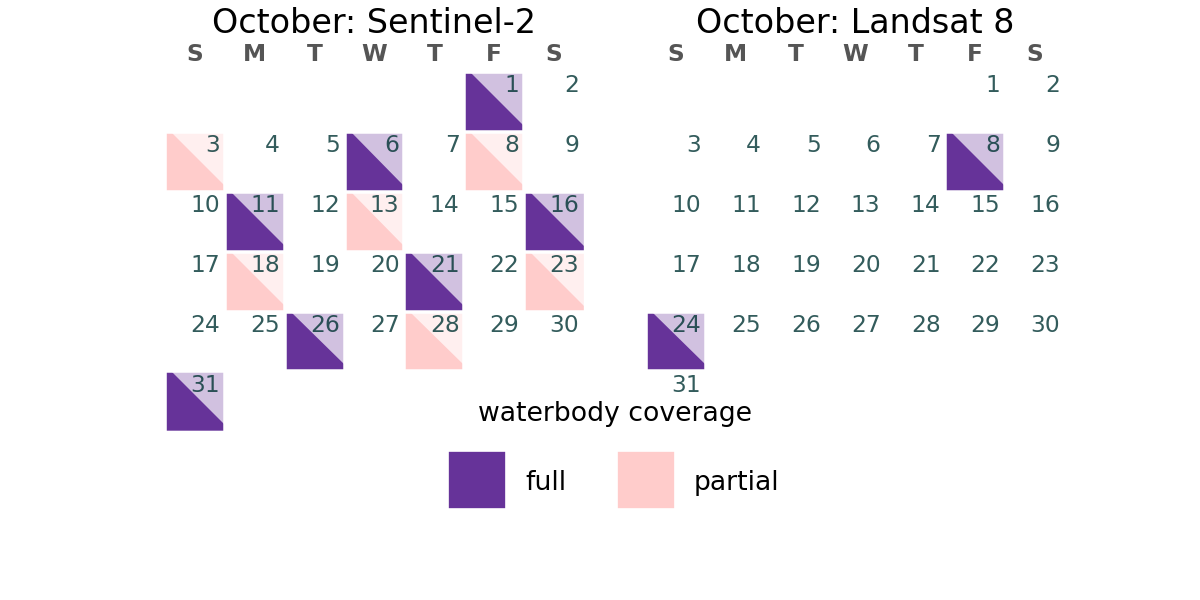 October: Sentinel-2
S M T W T F S
1 2
3 4 5 6 7 8 9
10 11 12 13 14 15 16
17 18 19 20 21 22 23
24 25 26 27 28 29 30
31
October: Landsat 8
S M T W T F S
1 2
3 4 5 6 7 8 9
10 11 12 13 14 15 16
17 18 19 20 21 22 23
24 25 26 27 28 29 30
31
waterbody coverage
full partial